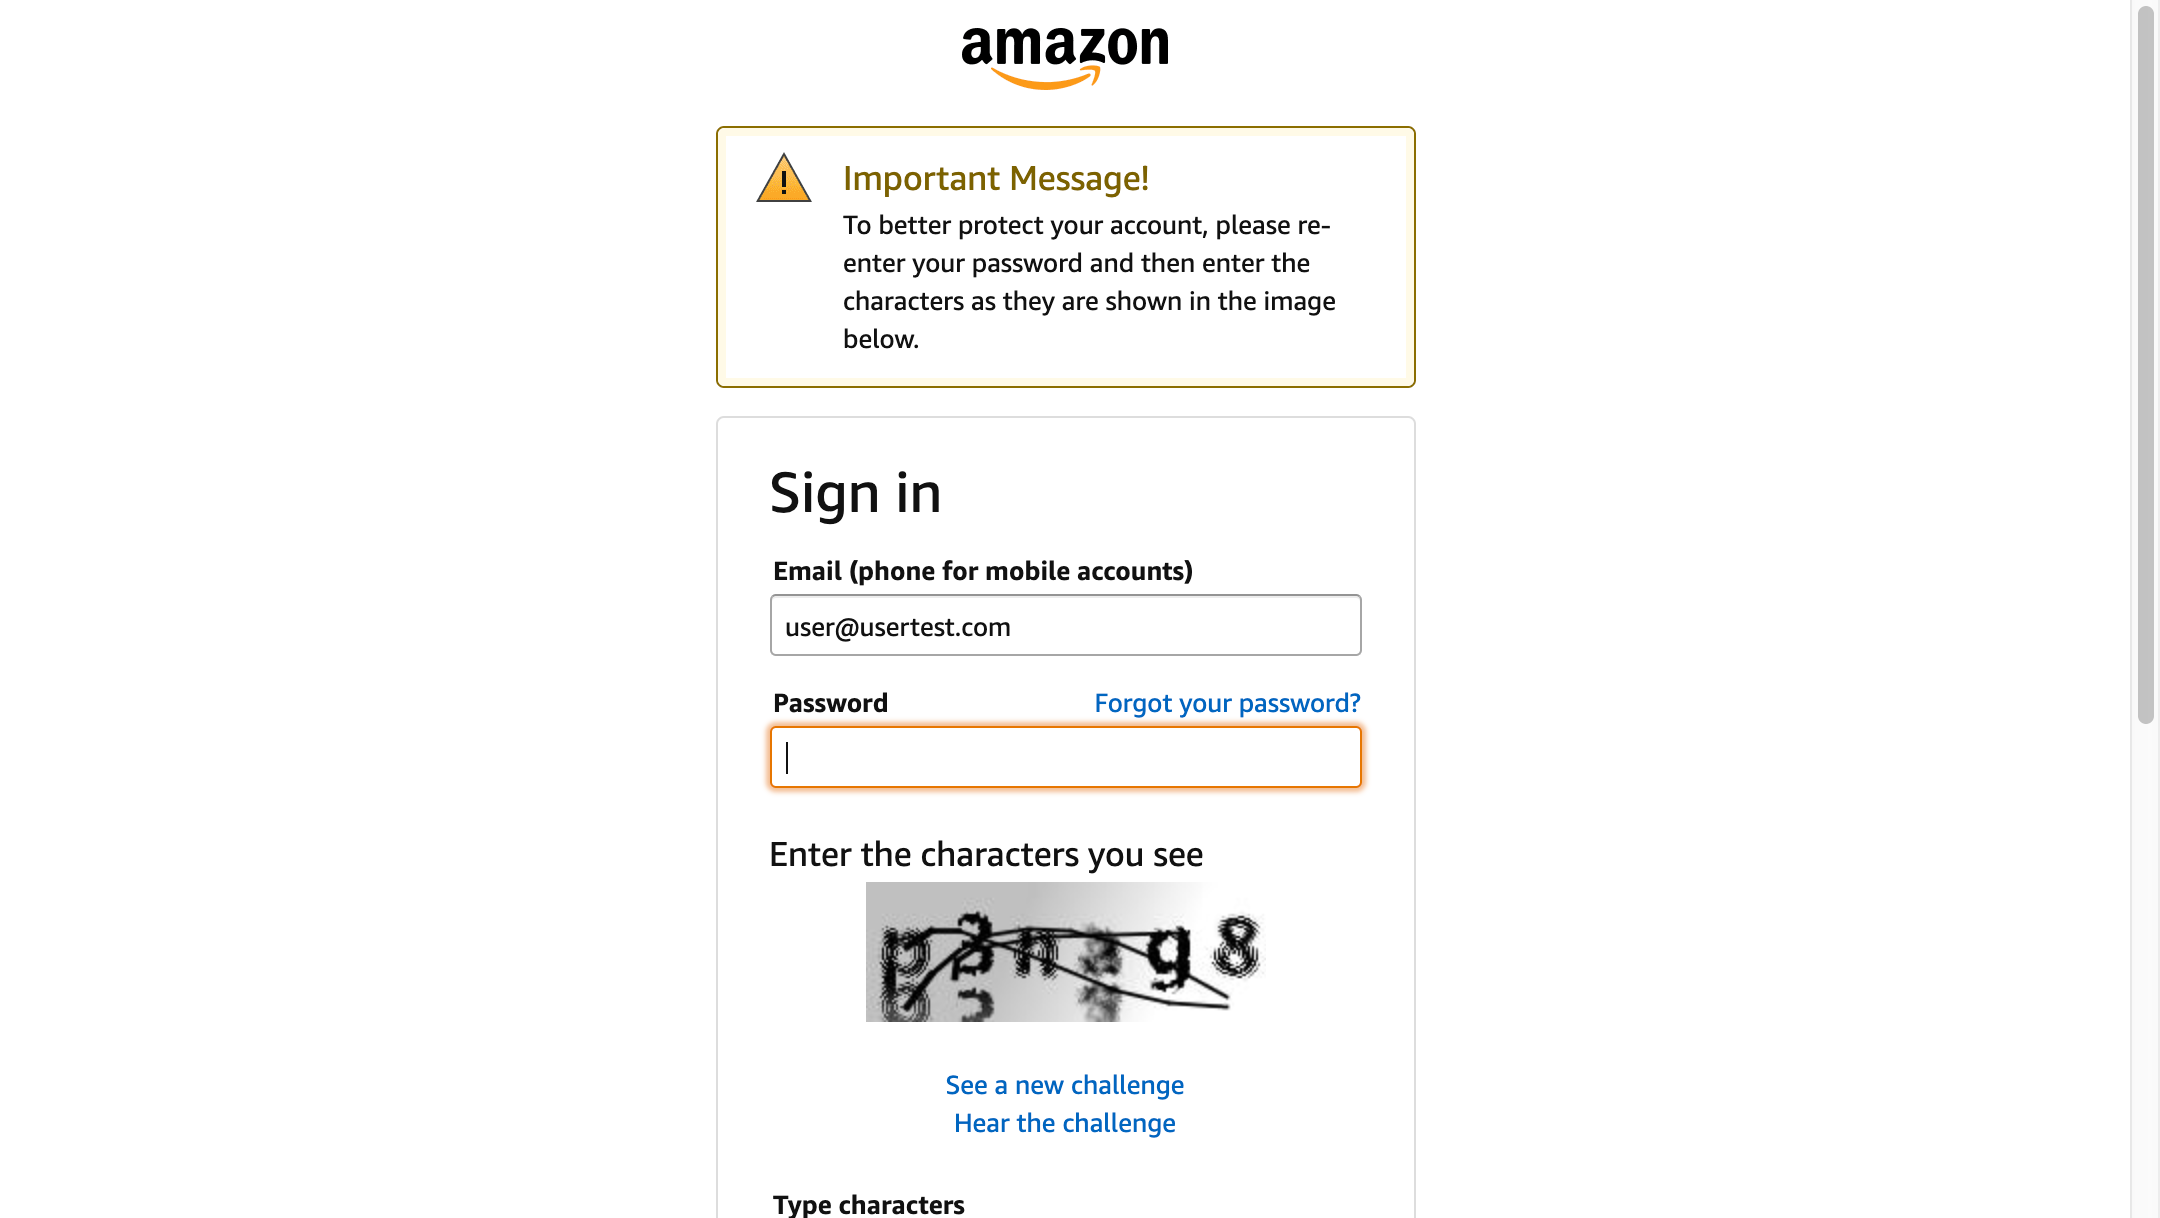 amazon
Important Message!
To better protect your account, please re-
enter your password and then enter the
characters as they are shown in the image
below.
Sign in
Email (phone for mobile accounts)
user@usertest.com
Password
Forgot your password?
Enter the characters you see
See a new challenge
Hear the challenge
Type characters